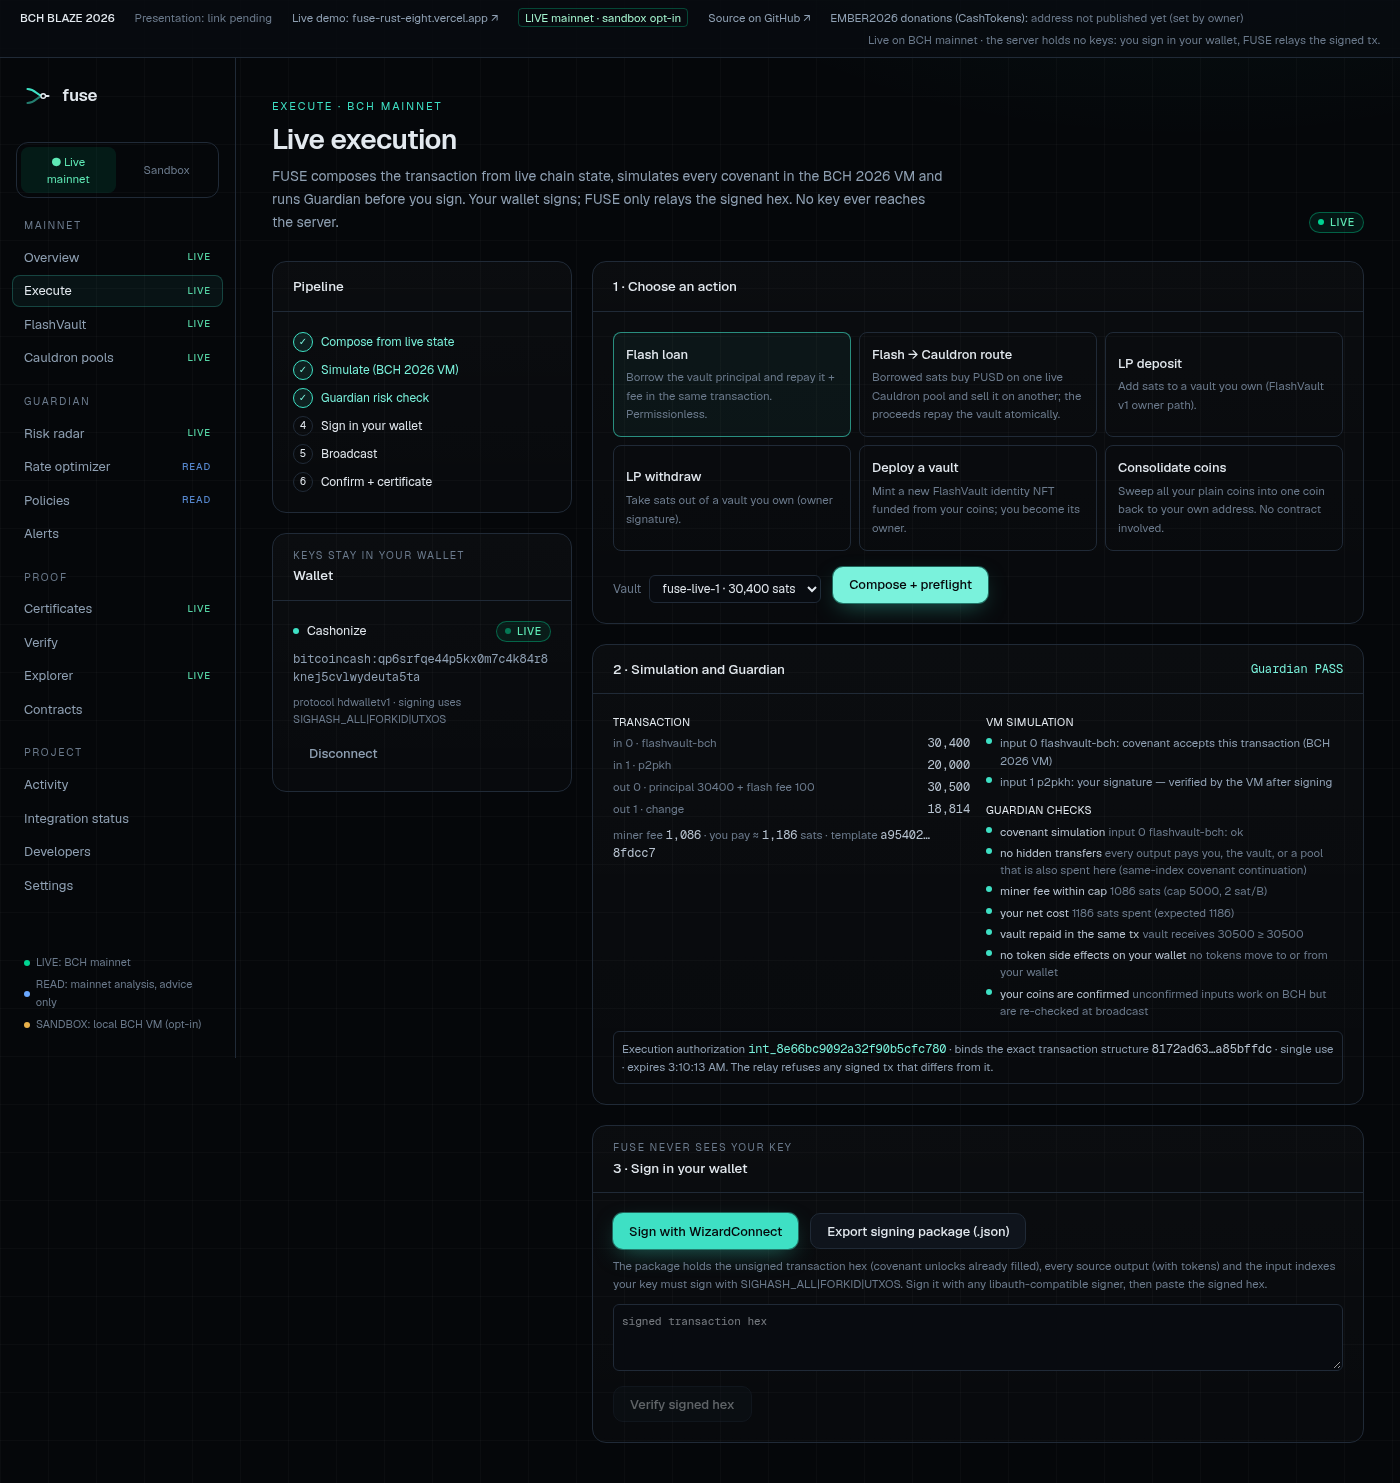 BCH BLAZE 2026 Presentation: link pending Live demo: fuse-rust-eight.vercel.app ↗ LIVE mainnet · sandbox opt-in Source on GitHub ↗ EMBER2026 donations (CashTokens): address not published yet (set by owner)
Live on BCH mainnet · the server holds no keys: you sign in your wallet, FUSE relays the signed tx.
fuse
Live mainnet
Sandbox
MAINNET
Overview LIVE
Execute LIVE
FlashVault LIVE
Cauldron pools LIVE
GUARDIAN
Risk radar LIVE
Rate optimizer READ
Policies READ
Alerts
PROOF
Certificates LIVE
Verify
Explorer LIVE
Contracts
PROJECT
Activity
Integration status
Developers
Settings
LIVE: BCH mainnet
READ: mainnet analysis, advice
only
SANDBOX: local BCH VM (opt-in)
EXECUTE · BCH MAINNET
Live execution
FUSE composes the transaction from live chain state, simulates every covenant in the BCH 2026 VM and
runs Guardian before you sign. Your wallet signs; FUSE only relays the signed hex. No key ever reaches
the server.
LIVE
Pipeline
✓ Compose from live state
✓ Simulate (BCH 2026 VM)
✓ Guardian risk check
4 Sign in your wallet
5 Broadcast
6 Confirm + certificate
KEYS STAY IN YOUR WALLET
Wallet
Cashonize LIVE
bitcoincash:qp6srfqe44p5kx0m7c4k84r8
knej5cvlwydeuta5ta
protocol hdwalletv1 · signing uses
SIGHASH_ALL|FORKID|UTXOS
Disconnect
1 · Choose an action
Flash loan
Borrow the vault principal and repay it +
fee in the same transaction.
Permissionless.
Flash → Cauldron route
Borrowed sats buy PUSD on one live
Cauldron pool and sell it on another; the
proceeds repay the vault atomically.
LP deposit
Add sats to a vault you own (FlashVault
v1 owner path).
LP withdraw
Take sats out of a vault you own (owner
signature).
Deploy a vault
Mint a new FlashVault identity NFT
funded from your coins; you become its
owner.
Consolidate coins
Sweep all your plain coins into one coin
back to your own address. No contract
involved.
Vault fuse-live-1 · 30,400 sats Compose + preflight
2 · Simulation and Guardian Guardian PASS
TRANSACTION
in 0 · flashvault-bch 30,400
in 1 · p2pkh 20,000
out 0 · principal 30400 + flash fee 100 30,500
out 1 · change 18,814
miner fee 1,086 · you pay ≈ 1,186 sats · template a95402…
8fdcc7
VM SIMULATION
input 0 flashvault-bch: covenant accepts this transaction (BCH
2026 VM)
input 1 p2pkh: your signature — verified by the VM after signing
GUARDIAN CHECKS
covenant simulation input 0 flashvault-bch: ok
no hidden transfers every output pays you, the vault, or a pool
that is also spent here (same-index covenant continuation)
miner fee within cap 1086 sats (cap 5000, 2 sat/B)
your net cost 1186 sats spent (expected 1186)
vault repaid in the same tx vault receives 30500 ≥ 30500
no token side effects on your wallet no tokens move to or from
your wallet
your coins are confirmed unconfirmed inputs work on BCH but
are re-checked at broadcast
Execution authorization int_8e66bc9092a32f90b5cfc780 · binds the exact transaction structure 8172ad63…a85bffdc · single use
· expires 3:10:13 AM. The relay refuses any signed tx that differs from it.
FUSE NEVER SEES YOUR KEY
3 · Sign in your wallet
Sign with WizardConnect Export signing package (.json)
The package holds the unsigned transaction hex (covenant unlocks already filled), every source output (with tokens) and the input indexes
your key must sign with SIGHASH_ALL|FORKID|UTXOS. Sign it with any libauth-compatible signer, then paste the signed hex.
signed transaction hex
Verify signed hex